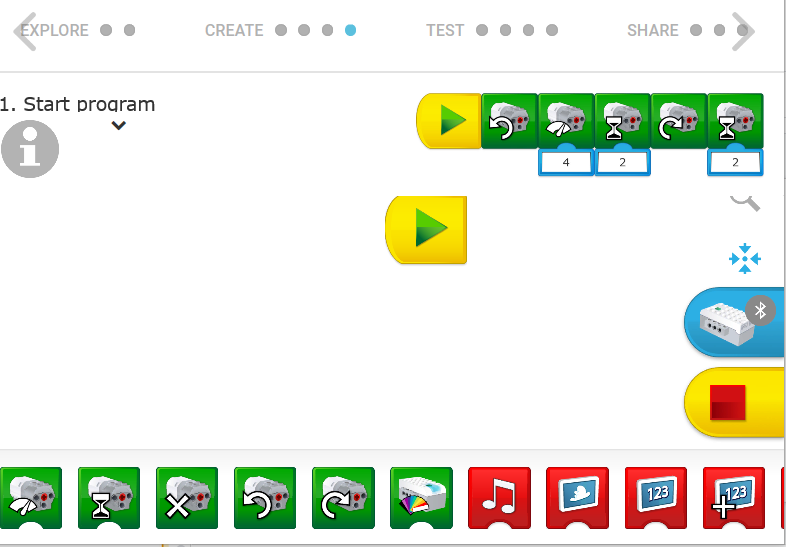 EXPLORE CREATE TEST SHARE
1. Start program
4 2 2
123 123